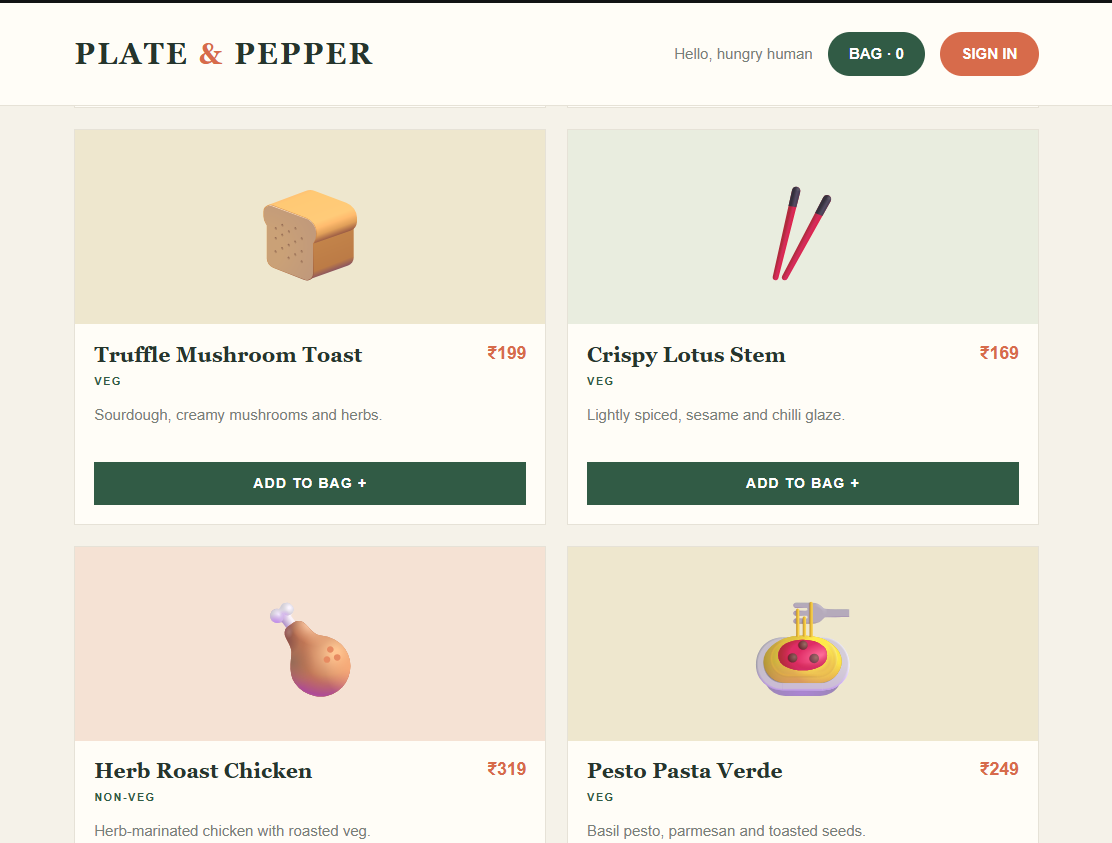 PLATE & PEPPER
Hello, hungry human
BAG · 0
SIGN IN
Truffle Mushroom Toast
₹199
VEG
Sourdough, creamy mushrooms and herbs.
ADD TO BAG +
Crispy Lotus Stem
₹169
VEG
Lightly spiced, sesame and chilli glaze.
ADD TO BAG +
Herb Roast Chicken
₹319
NON-VEG
Herb-marinated chicken with roasted veg.
Pesto Pasta Verde
₹249
VEG
Basil pesto, parmesan and toasted seeds.